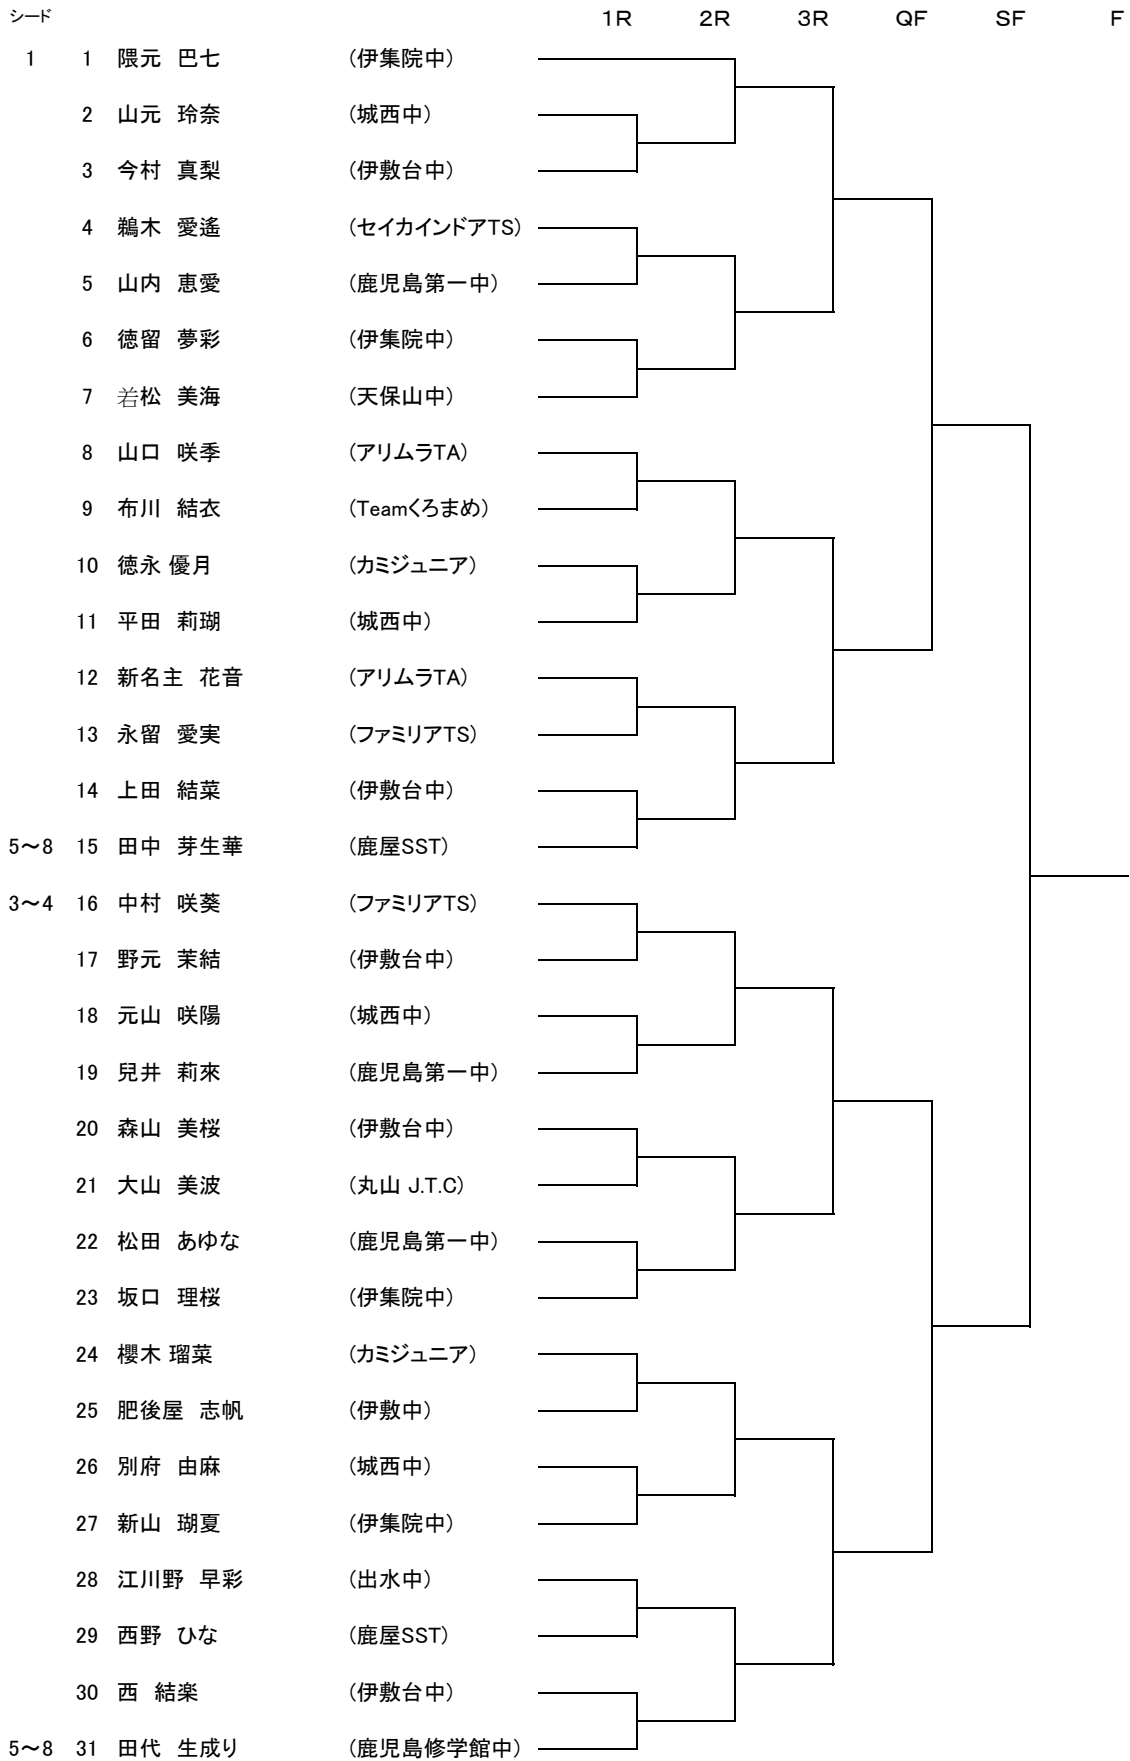 シード 1R 2R 3R QF SF F
1 1 隈元 巴七 (伊集院中)
2 山元 玲奈 (城西中)
3 今村 真梨 (伊敷台中)
4 鵜木 愛遙 (セイカインドアTS)
5 山内 恵愛 (鹿児島第一中)
6 徳留 夢彩 (伊集院中)
7 若松 美海 (天保山中)
8 山口 咲季 (アリムラTA)
9 布川 結衣 (Teamくろまめ)
10 徳永 優月 (カミジュニア)
11 平田 莉瑚 (城西中)
12 新名主 花音 (アリムラTA)
13 永留 愛実 (ファミリアTS)
14 上田 結菜 (伊敷台中)
5～8 15 田中 芽生華 (鹿屋SST)
3～4 16 中村 咲葵 (ファミリアTS)
17 野元 茉結 (伊敷台中)
18 元山 咲陽 (城西中)
19 兒井 莉來 (鹿児島第一中)
20 森山 美桜 (伊敷台中)
21 大山 美波 (丸山 J.T.C)
22 松田 あゆな (鹿児島第一中)
23 坂口 理桜 (伊集院中)
24 櫻木 瑠菜 (カミジュニア)
25 肥後屋 志帆 (伊敷中)
26 別府 由麻 (城西中)
27 新山 瑚夏 (伊集院中)
28 江川野 早彩 (出水中)
29 西野 ひな (鹿屋SST)
30 西 結楽 (伊敷台中)
5～8 31 田代 生成り (鹿児島修学館中)